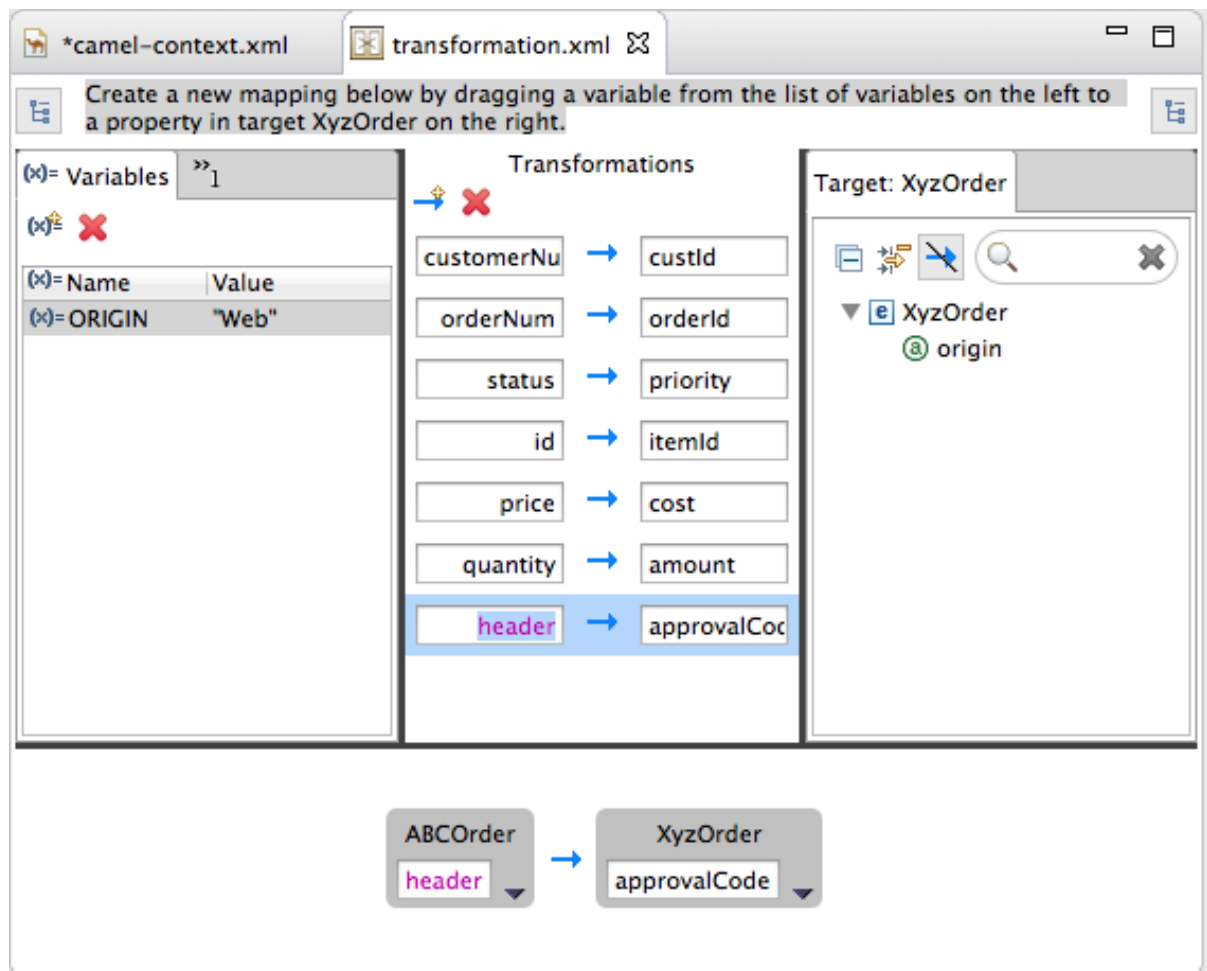 *camel-context.xml
transformation.xml
Create a new mapping below by dragging a variable from the list of variables on the left to
a property in target XyzOrder on the right.
(x)= Variables
»1
(x)=
(x)= Name Value
(x)= ORIGIN "Web"
Transformations
customerNu custId
orderNum orderId
status priority
id itemId
price cost
quantity amount
header approvalCod
Target: XyzOrder
e XyzOrder
a origin
ABCOrder
header
XyzOrder
approvalCode